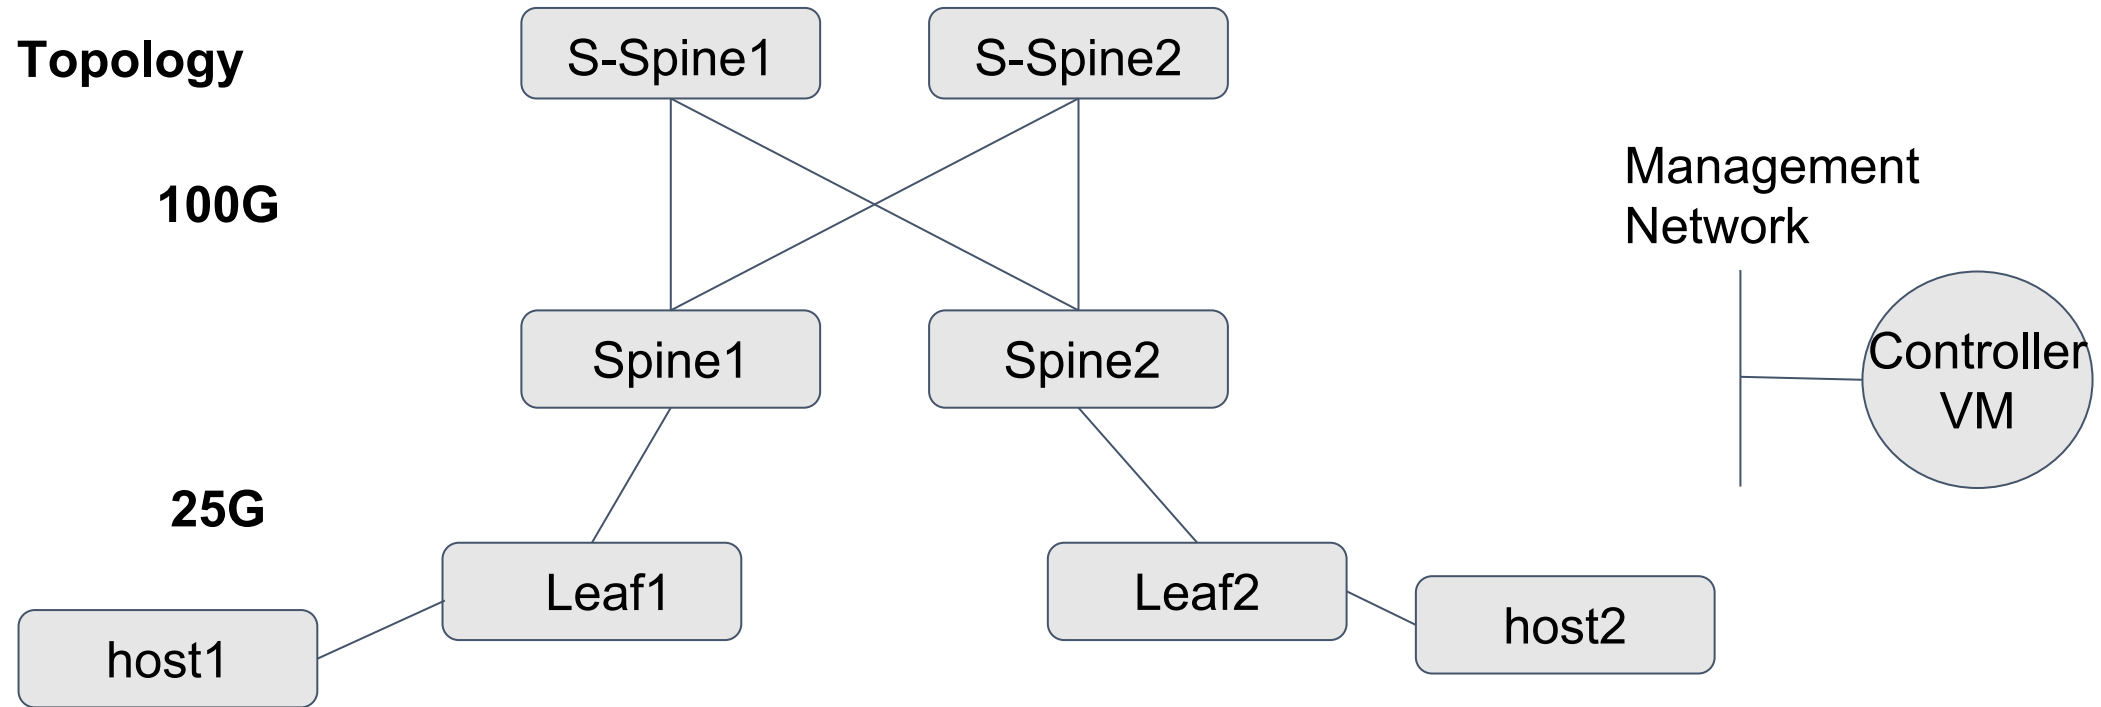 Topology
S-Spine1
S-Spine2
100G
Management
Network
Spine1
Spine2
Controller
VM
25G
Leaf1
Leaf2
host1
host2